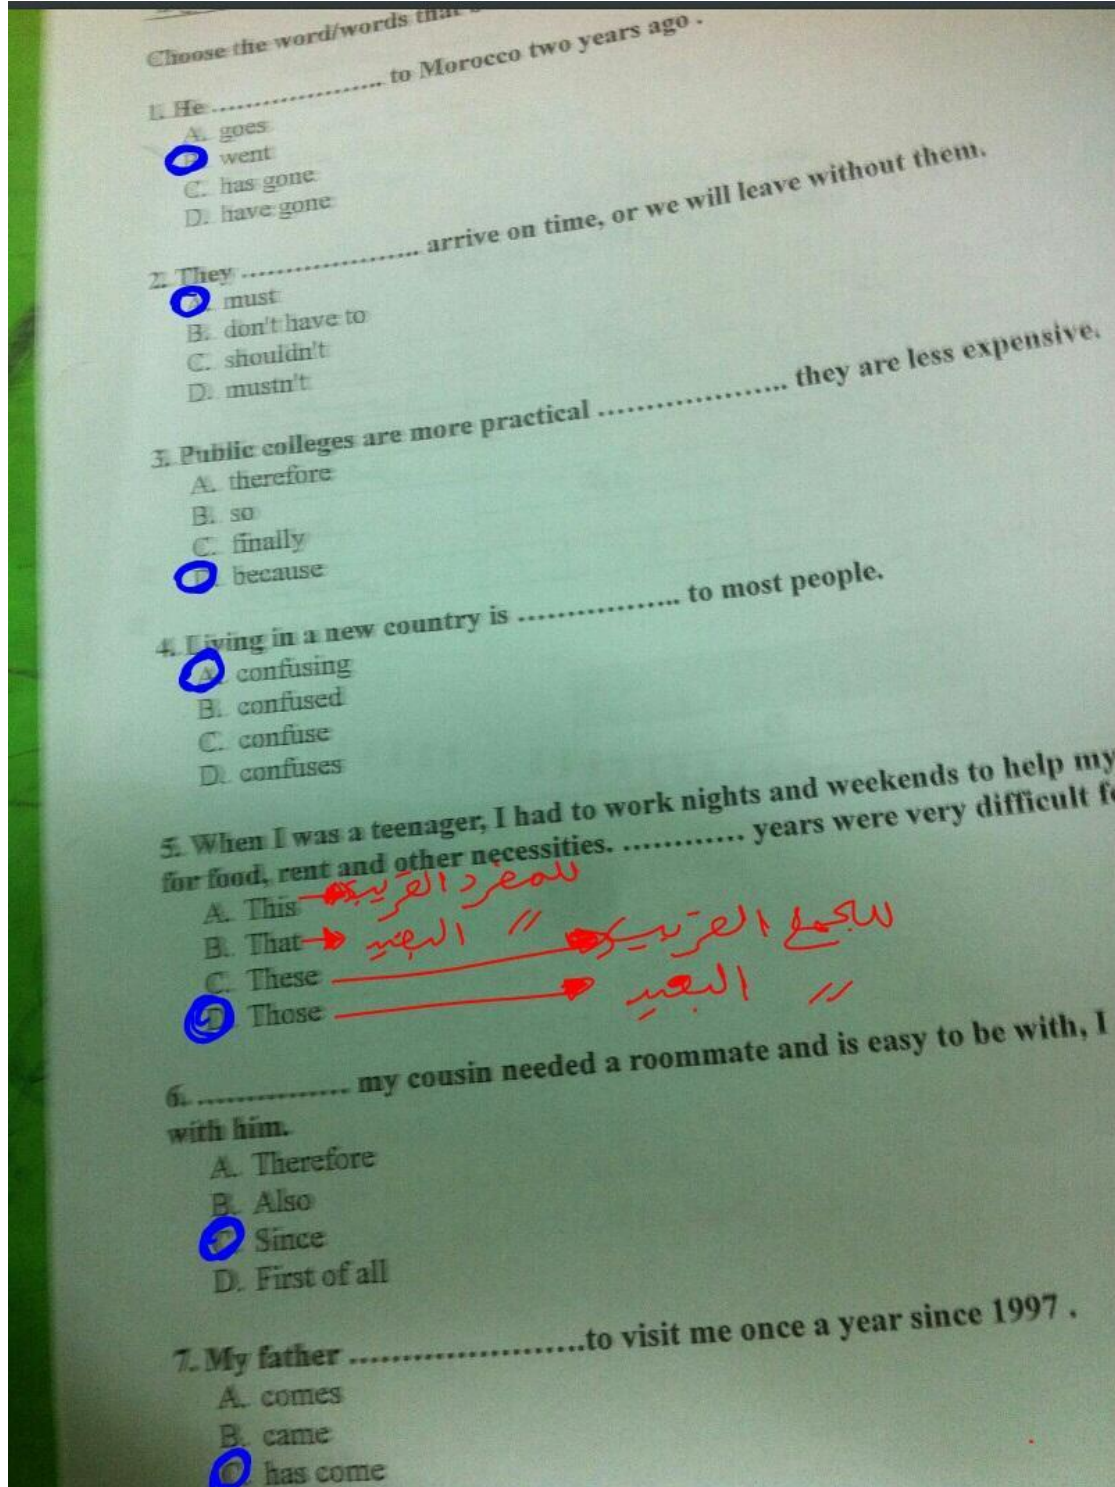 Choose the word/words that
1. He ...................... to Morocco two years ago .
A. goes
B. went
C. has gone
D. have gone
2. They ...................... arrive on time, or we will leave without them.
A. must
B. don't have to
C. shouldn't
D. mustn't
3. Public colleges are more practical ...................... they are less expensive.
A. therefore
B. so
C. finally
D. because
4. Living in a new country is ................... to most people.
A. confusing
B. confused
C. confuse
D. confuses
5. When I was a teenager, I had to work nights and weekends to help my
for food, rent and other necessities. ............. years were very difficult
A. This للمفرد القريب
B. That " البعيد
C. These للجمع القريب
D. Those " البعيد
6. ................ my cousin needed a roommate and is easy to be with, I
with him.
A. Therefore
B. Also
C. Since
D. First of all
7. My father .........................to visit me once a year since 1997 .
A. comes
B. came
C. has come